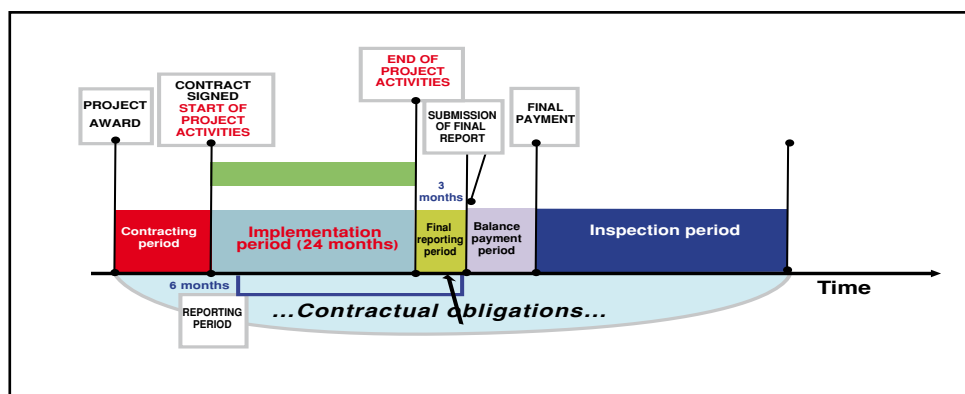 PROJECT
AWARD
CONTRACT
SIGNED
START OF
PROJECT
ACTIVITIES
END OF
PROJECT
ACTIVITIES
SUBMISSION
OF FINAL
REPORT
FINAL
PAYMENT
3
months
Contracting
period
Implementation
period (24 months)
Final
reporting
period
Balance
payment
period
Inspection period
6 months
Time
REPORTING
PERIOD
...Contractual obligations...